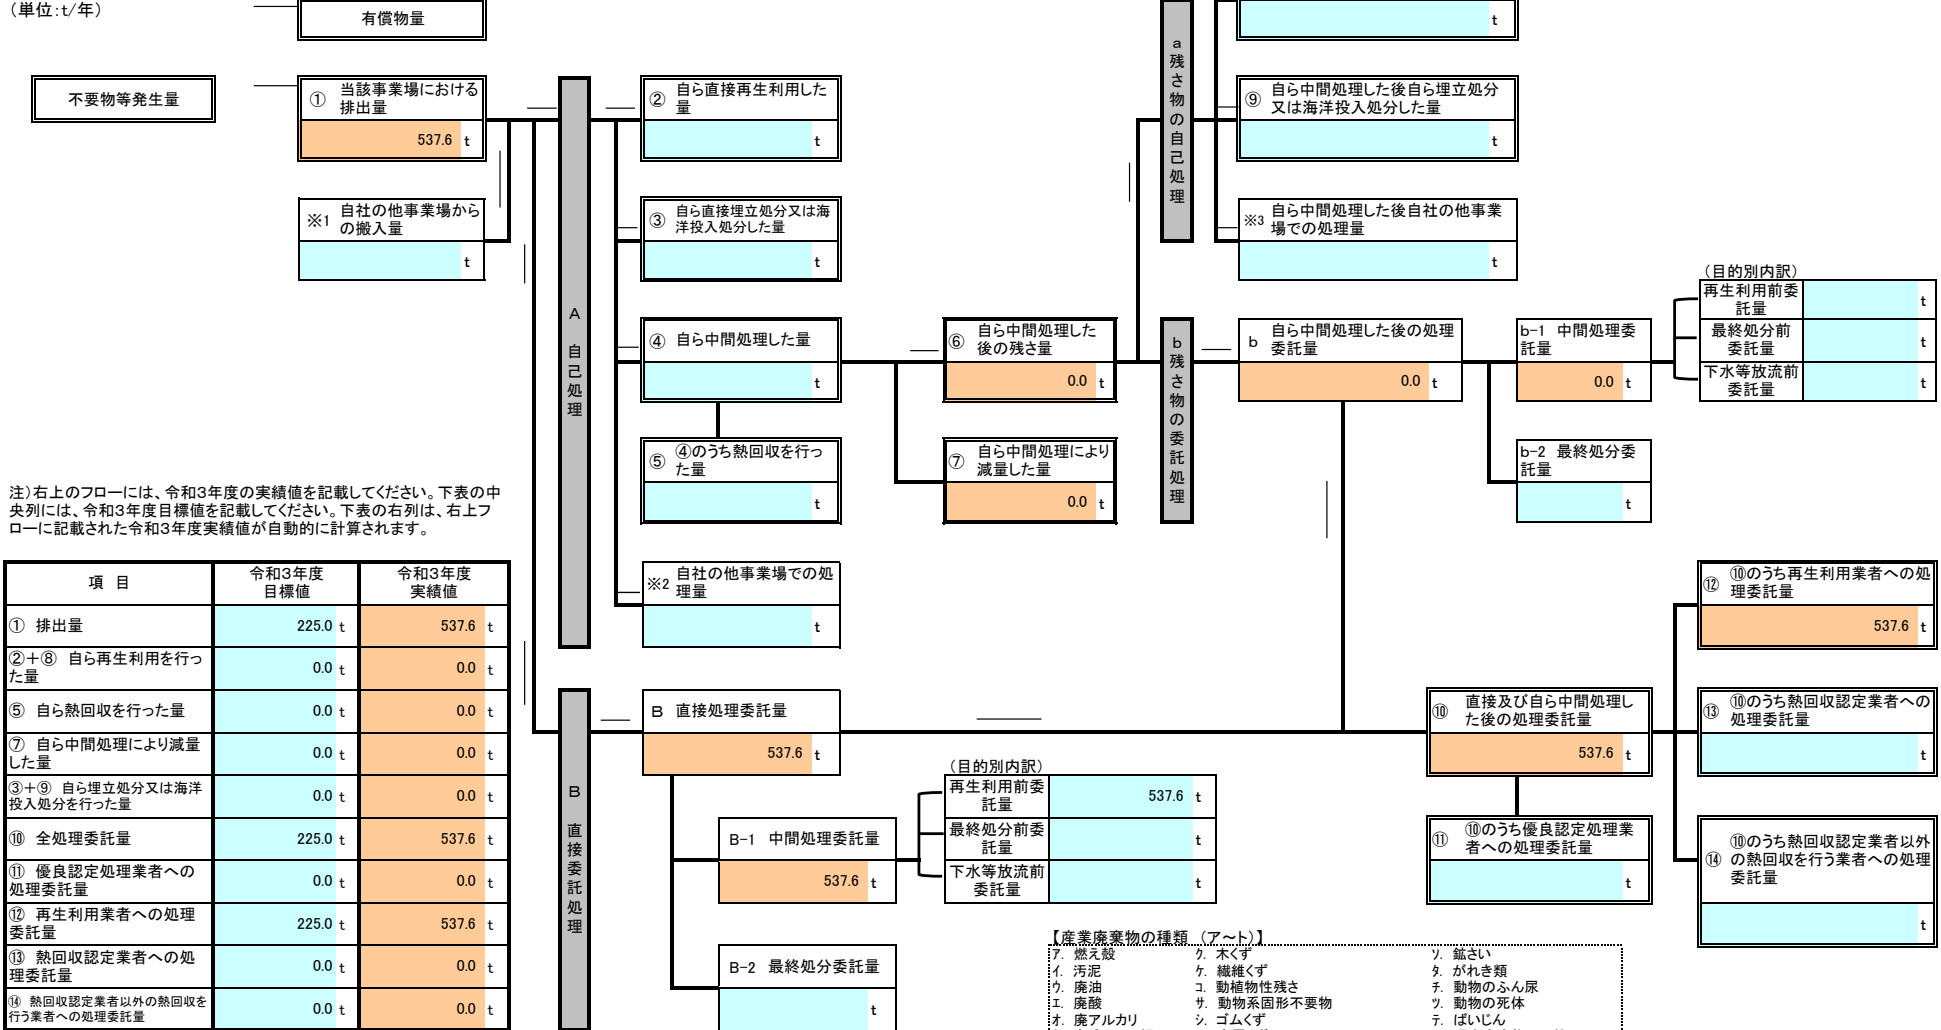 （単位:t/年）
有償物量
t
不要物等発生量
① 当該事業場における
排出量
537.6 t
※1 自社の他事業場から
の搬入量
t
A 自己処理
② 自ら直接再生利用した
量
t
③ 自ら直接埋立処分又は海
洋投入処分した量
t
④ 自ら中間処理した量
t
⑤ ④のうち熱回収を行っ
た量
t
※2 自社の他事業場での処
理量
t
⑥ 自ら中間処理した
後の残さ量
0.0 t
⑦ 自ら中間処理により
減量した量
0.0 t
a 残さ物の自己処理
⑨ 自ら中間処理した後自ら埋立処分
又は海洋投入処分した量
t
※3 自ら中間処理した後自社の他事業
場での処理量
t
b 残さ物の委託処理
b 自ら中間処理した後の処理
委託量
0.0 t
b-1 中間処理委
託量
0.0 t
b-2 最終処分委
託量
t
（目的別内訳）
再生利用前委
託量
t
最終処分前
委託量
t
下水等放流前
委託量
t
注）右上のフローには、令和3年度の実績値を記載してください。下表の中
央列には、令和3年度目標値を記載してください。下表の右列は、右上フ
ローに記載された令和3年度実績値が自動的に計算されます。
項 目
令和3年度
目標値
令和3年度
実績値
① 排出量 225.0 t 537.6 t
②＋⑧ 自ら再生利用を行っ
た量 0.0 t 0.0 t
⑤ 自ら熱回収を行った量 0.0 t 0.0 t
⑦ 自ら中間処理により減量
した量 0.0 t 0.0 t
③＋⑨ 自ら埋立処分又は海洋
投入処分を行った量 0.0 t 0.0 t
⑩ 全処理委託量 225.0 t 537.6 t
⑪ 優良認定処理業者への
処理委託量 0.0 t 0.0 t
⑫ 再生利用業者への処理
委託量 225.0 t 537.6 t
⑬ 熱回収認定業者への処
理委託量 0.0 t 0.0 t
⑭ 熱回収認定業者以外の熱回収を
行う業者への処理委託量 0.0 t 0.0 t
B 直接委託処理
B 直接処理委託量
537.6 t
B-1 中間処理委託量
537.6 t
B-2 最終処分委託量
t
（目的別内訳）
再生利用前委
託量
537.6 t
最終処分前委
託量
t
下水等放流前
委託量
t
⑩ 直接及び自ら中間処理し
た後の処理委託量
537.6 t
⑪ ⑩のうち優良認定処理業
者への処理委託量
t
⑫ ⑩のうち再生利用業者への処
理委託量
537.6 t
⑬ ⑩のうち熱回収認定業者への
処理委託量
t
⑭ ⑩のうち熱回収認定業者以外
の熱回収を行う業者への処理
委託量
t
【産業廃棄物の種類 （ア～ト）】
ア. 燃え殻 ク. 木くず ソ. 鉱さい
イ. 汚泥 ケ. 繊維くず タ. がれき類
ウ. 廃油 コ. 動植物性残さ チ. 動物のふん尿
エ. 廃酸 サ. 動物系固形不要物 ツ. 動物の死体
オ. 廃アルカリ シ. ゴムくず テ. ばいじん